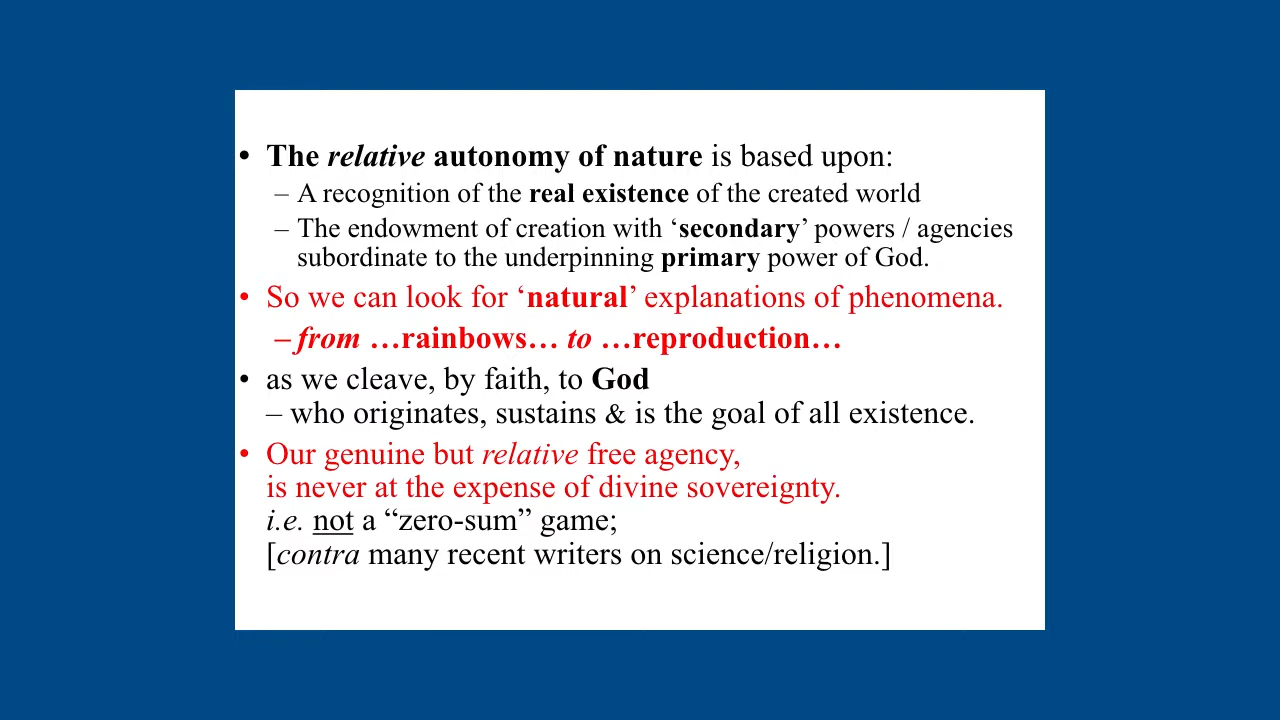 • The relative autonomy of nature is based upon:
– A recognition of the real existence of the created world
– The endowment of creation with ‘secondary’ powers / agencies
subordinate to the underpinning primary power of God.
• So we can look for ‘natural’ explanations of phenomena.
– from …rainbows… to …reproduction…
• as we cleave, by faith, to God
– who originates, sustains & is the goal of all existence.
• Our genuine but relative free agency,
is never at the expense of divine sovereignty.
i.e. not a “zero-sum” game;
[contra many recent writers on science/religion.]